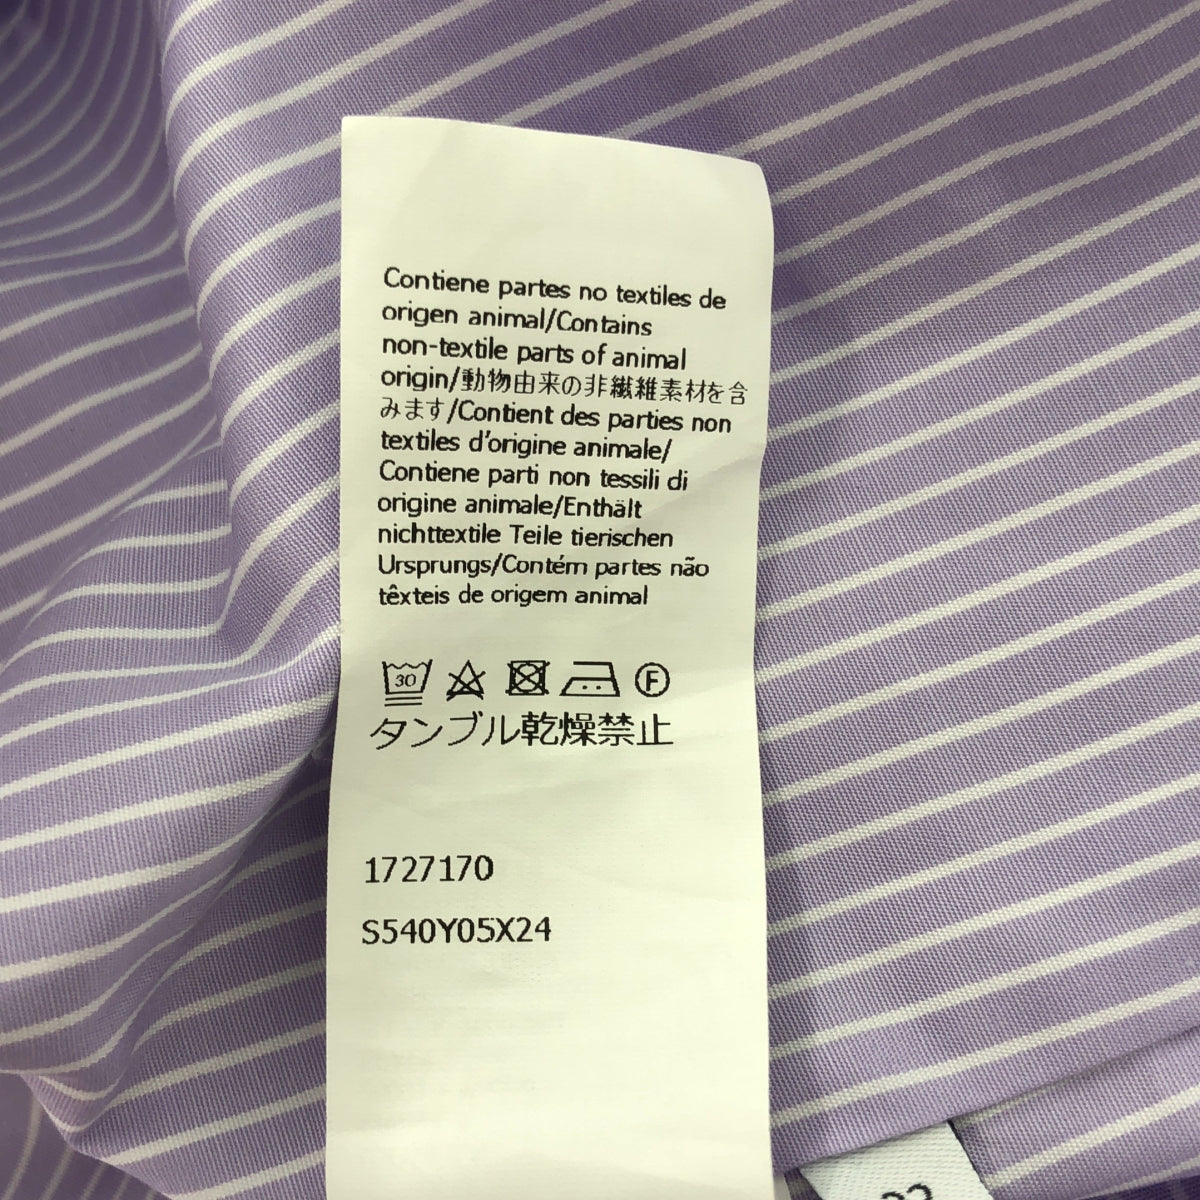 Contiene partes no textiles de
origen animal/Contains
non-textile parts of animal
origin/動物由来の非繊維素材を含
みます/Contient des parties non
textiles d'origine animale/
Contiene parti non tessili di
origine animale/Enthält
nichttextile Teile tierischen
Ursprungs/Contém partes não
têxteis de origem animal
30 F
タンブル乾燥禁止
1727170
S540Y05X24